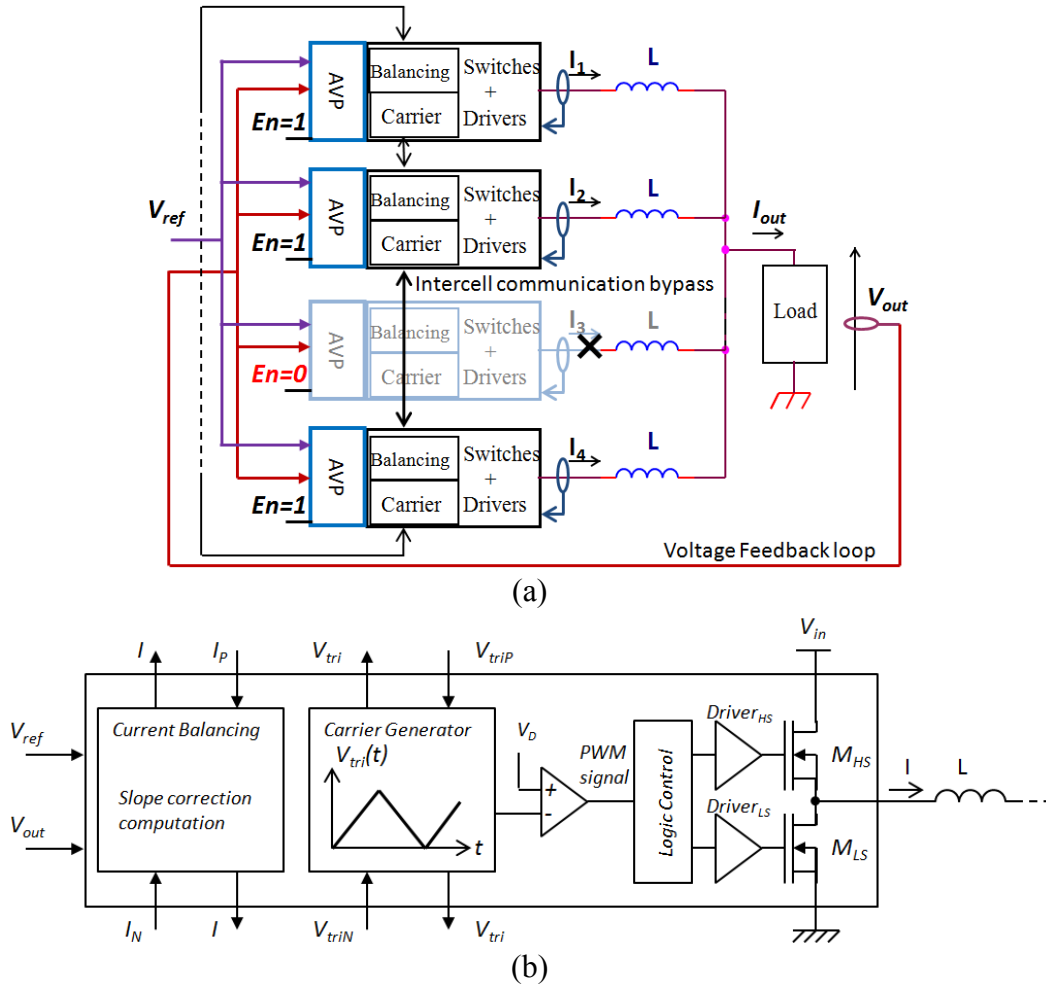 AVP
Balancing
Carrier
Switches
+
Drivers
I1
L
En=1
AVP
Balancing
Carrier
Switches
+
Drivers
I2
L
Vref
En=1
Iout
Intercell communication bypass
AVP
Balancing
Carrier
Switches
+
Drivers
I3
L
En=0
Load
Vout
AVP
Balancing
Carrier
Switches
+
Drivers
I4
L
En=1
Voltage Feedback loop
(a)
I
IP
Vtri
VtriP
Vin
Vref
Vout
Current Balancing
Slope correction
computation
Carrier Generator
Vtri(t)
t
VD
+
-
PWM
signal
Logic Control
DriverHS
DriverLS
MHS
MLS
I
L
IN
I
VtriN
Vtri
(b)